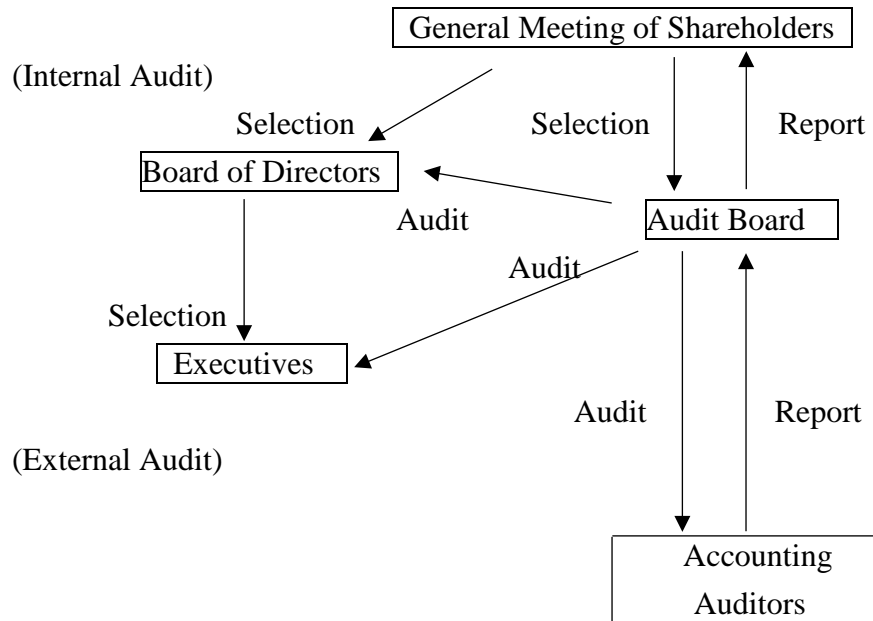 General Meeting of Shareholders
(Internal Audit)
Selection
Selection
Report
Board of Directors
Audit
Audit Board
Audit
Selection
Executives
Audit
Report
(External Audit)
Accounting
Auditors